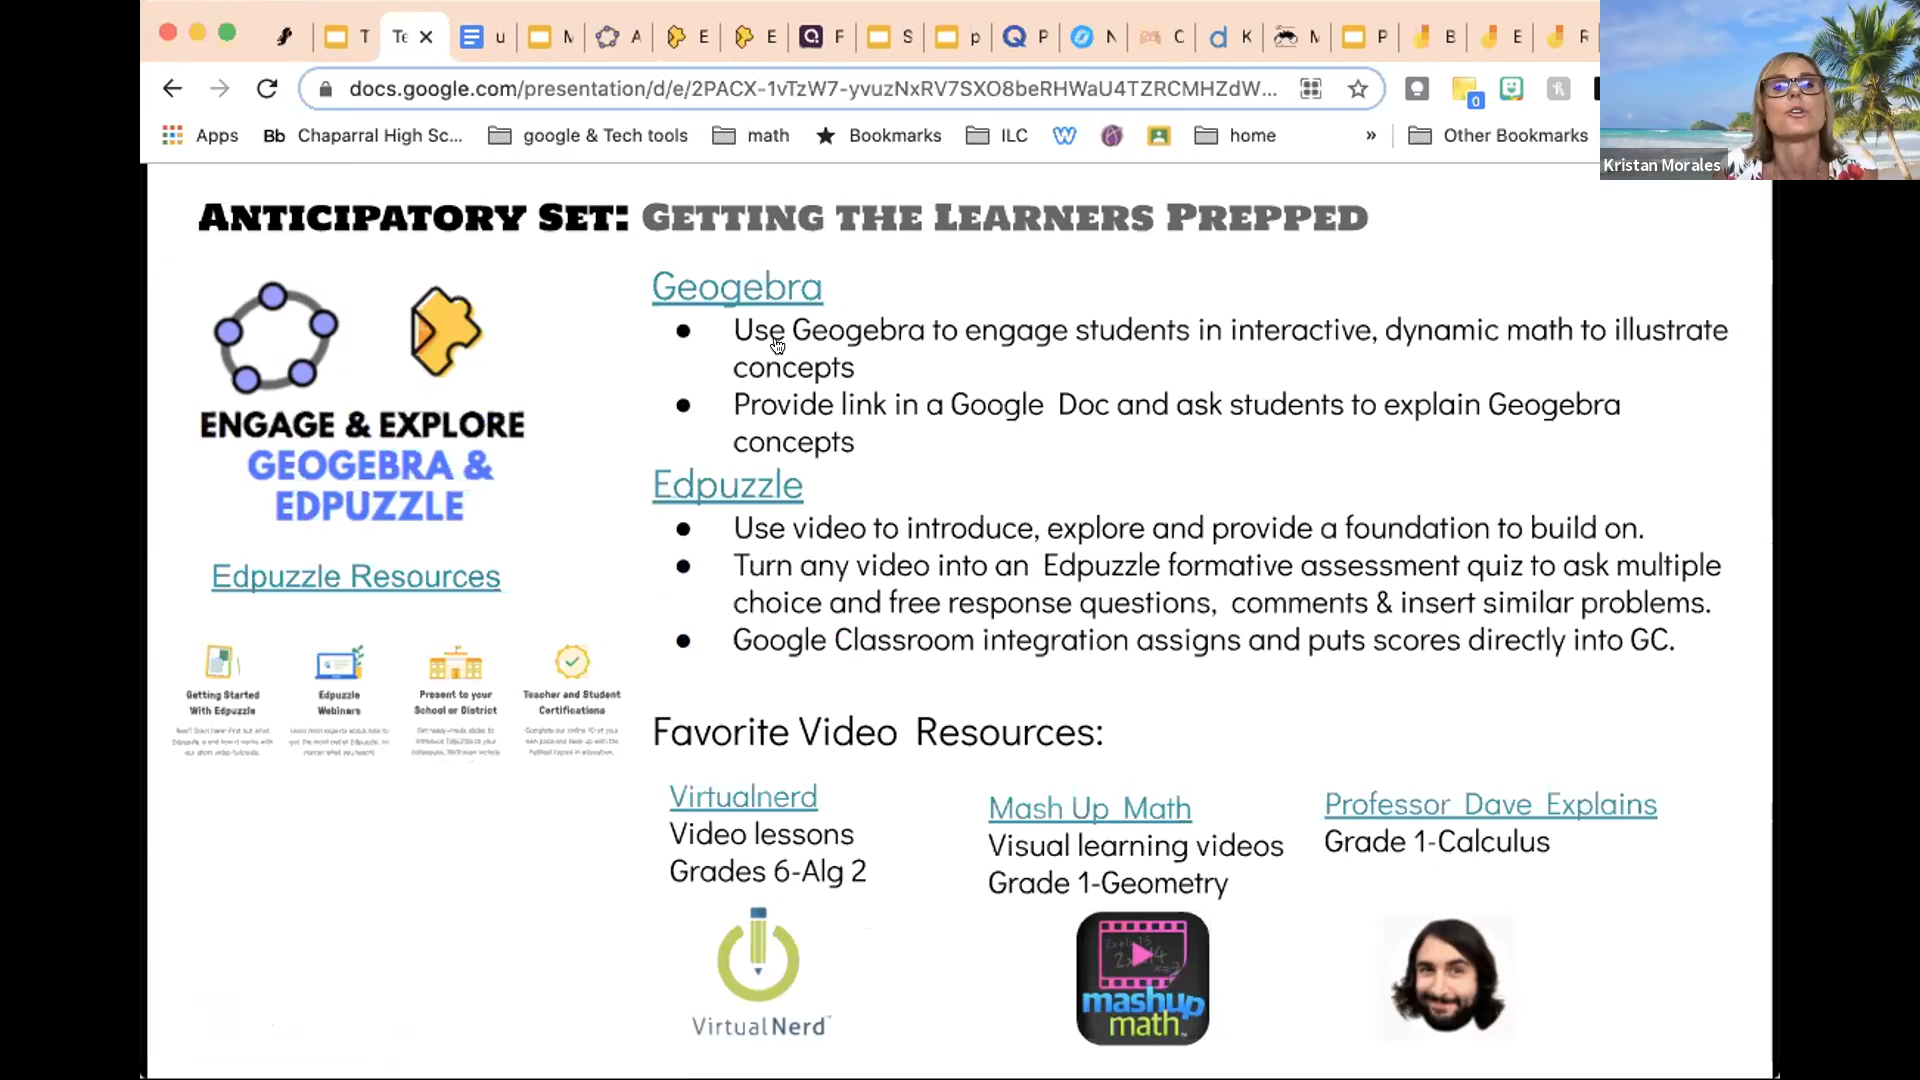 T
Te
u
M
A
E
E
F
S
p
P
N
C
K
M
P
B
E
R
docs.google.com/presentation/d/e/2PACX-1vTzW7-yvuzNxRV7SXO8beRHWaU4TZRCMHZdW...
0
Apps
Bb Chaparral High Sc...
google & Tech tools
math
Bookmarks
ILC
home
»
Other Bookmarks
Kristan Morales
ANTICIPATORY SET: GETTING THE LEARNERS PREPPED
ENGAGE & EXPLORE
GEOGEBRA &
EDPUZZLE
Edpuzzle Resources
Getting Started
With Edpuzzle
Edpuzzle
Webinars
Present to your
School or District
Teacher and Student
Certifications
Geogebra
● Use Geogebra to engage students in interactive, dynamic math to illustrate
concepts
● Provide link in a Google Doc and ask students to explain Geogebra
concepts
Edpuzzle
● Use video to introduce, explore and provide a foundation to build on.
● Turn any video into an Edpuzzle formative assessment quiz to ask multiple
choice and free response questions, comments & insert similar problems.
● Google Classroom integration assigns and puts scores directly into GC.
Favorite Video Resources:
Virtualnerd
Video lessons
Grades 6-Alg 2
VirtualNerd
Mash Up Math
Visual learning videos
Grade 1-Geometry
mashup
math
Professor Dave Explains
Grade 1-Calculus